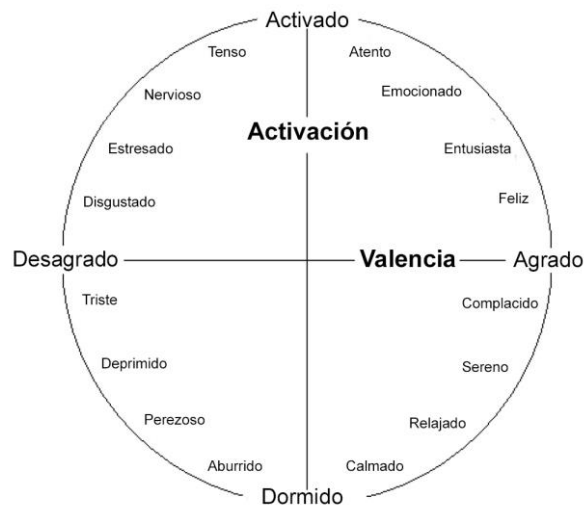 Activado
Tenso
Atento
Nervioso
Emocionado
Activación
Estresado
Entusiasta
Disgustado
Feliz
Desagrado
Valencia
Agrado
Triste
Complacido
Deprimido
Sereno
Perezoso
Relajado
Aburrido
Calmado
Dormido